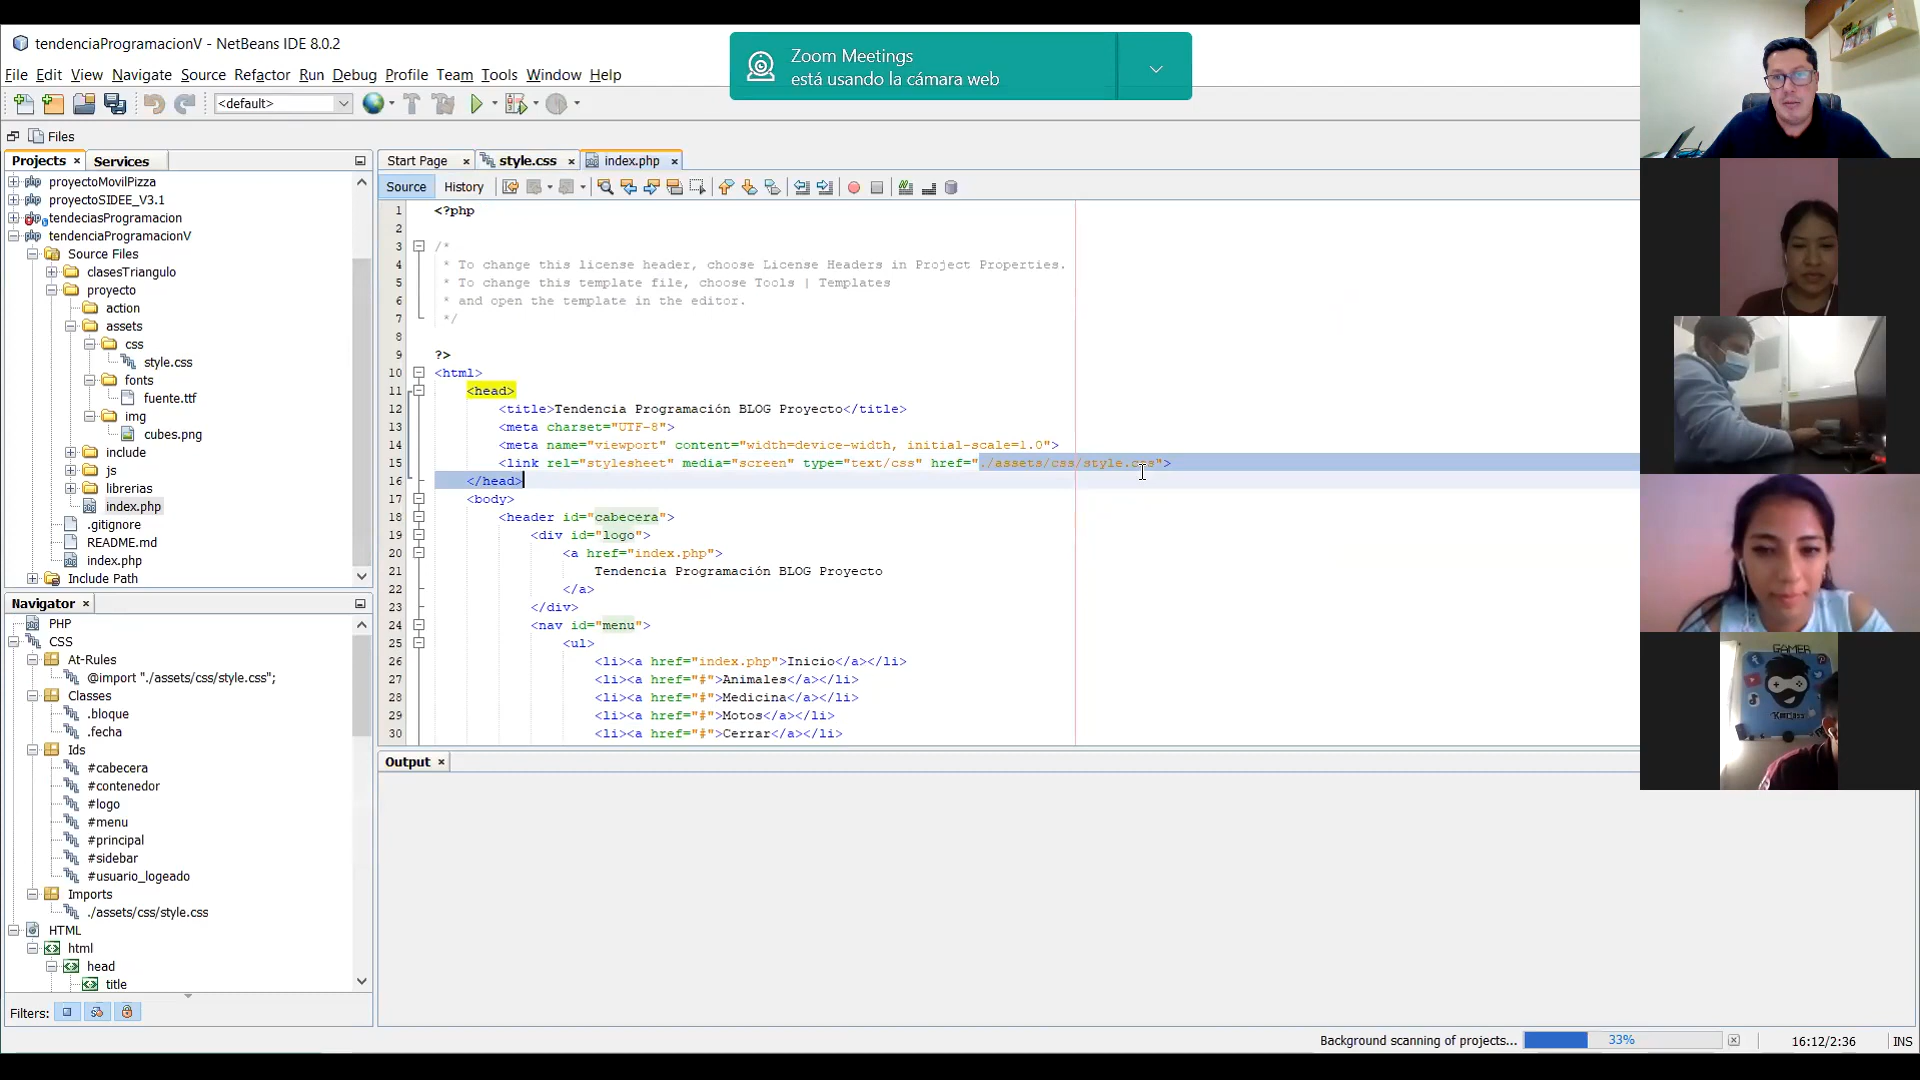 tendenciaProgramacionV - NetBeans IDE 8.0.2
Zoom Meetings
está usando la cámara web
File Edit View Navigate Source Refactor Run Debug Profile Team Tools Window Help
<default>
Files
Projects Services
proyectoMovilPizza
proyectoSIDEE_V3.1
tendeciasProgramacion
tendenciaProgramacionV
Source Files
clasesTriangulo
proyecto
action
assets
css
style.css
fonts
fuente.ttf
img
cubes.png
include
js
librerias
index.php
.gitignore
README.md
index.php
Include Path
Navigator
PHP
CSS
At-Rules
@import "./assets/css/style.css";
Classes
.bloque
.fecha
Ids
#cabecera
#contenedor
#logo
#menu
#principal
#sidebar
#usuario_logeado
Imports
./assets/css/style.css
HTML
html
head
title
Filters:
Start Page style.css index.php
Source History
1 <?php
2
3 /*
4 * To change this license header, choose License Headers in Project Properties.
5 * To change this template file, choose Tools | Templates
6 * and open the template in the editor.
7 */
8
9 ?>
10 <html>
11 <head>
12 <title>Tendencia Programación BLOG Proyecto</title>
13 <meta charset="UTF-8">
14 <meta name="viewport" content="width=device-width, initial-scale=1.0">
15 <link rel="stylesheet" media="screen" type="text/css" href="./assets/css/style.css">
16 </head>
17 <body>
18 <header id="cabecera">
19 <div id="logo">
20 <a href="index.php">
21 Tendencia Programación BLOG Proyecto
22 </a>
23 </div>
24 <nav id="menu">
25 <ul>
26 <li><a href="index.php">Inicio</a></li>
27 <li><a href="#">Animales</a></li>
28 <li><a href="#">Medicina</a></li>
29 <li><a href="#">Motos</a></li>
30 <li><a href="#">Cerrar</a></li>
Output
GAMER
Background scanning of projects... 33% 16:12/2:36 INS